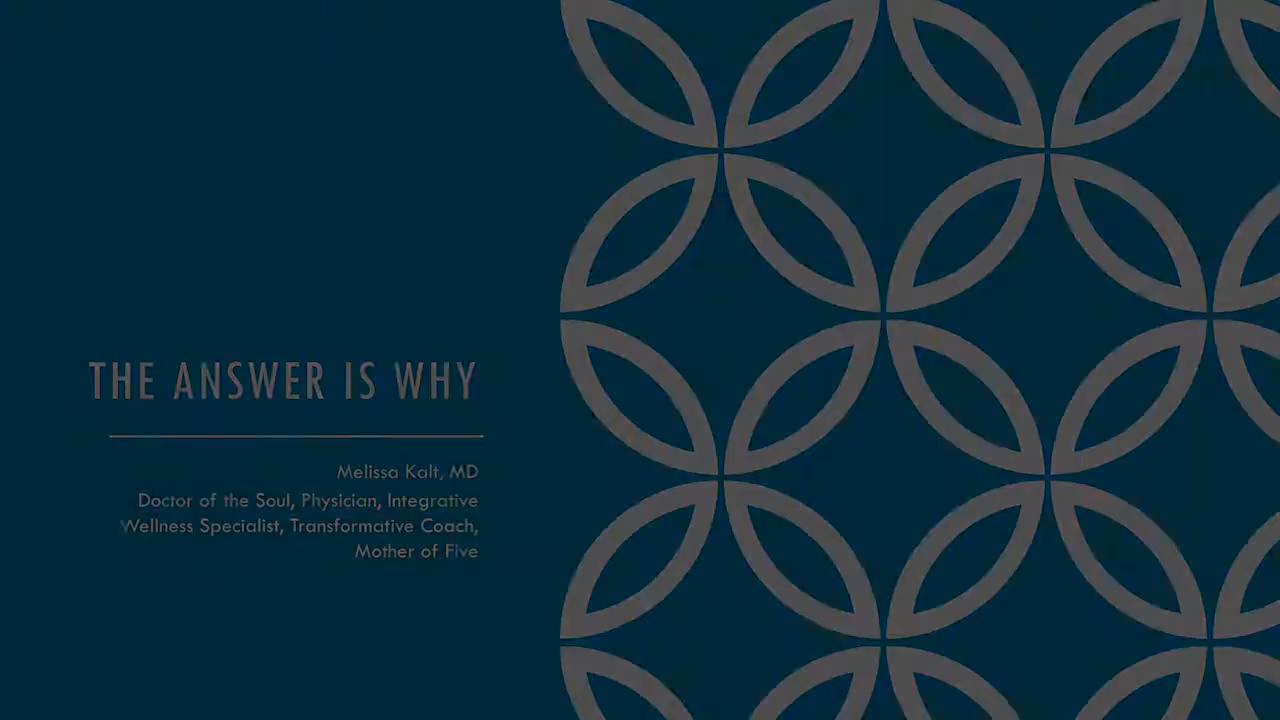 THE ANSWER IS WHY
Melissa Kalt, MD
Doctor of the Soul, Physician, Integrative
Wellness Specialist, Transformative Coach,
Mother of Five